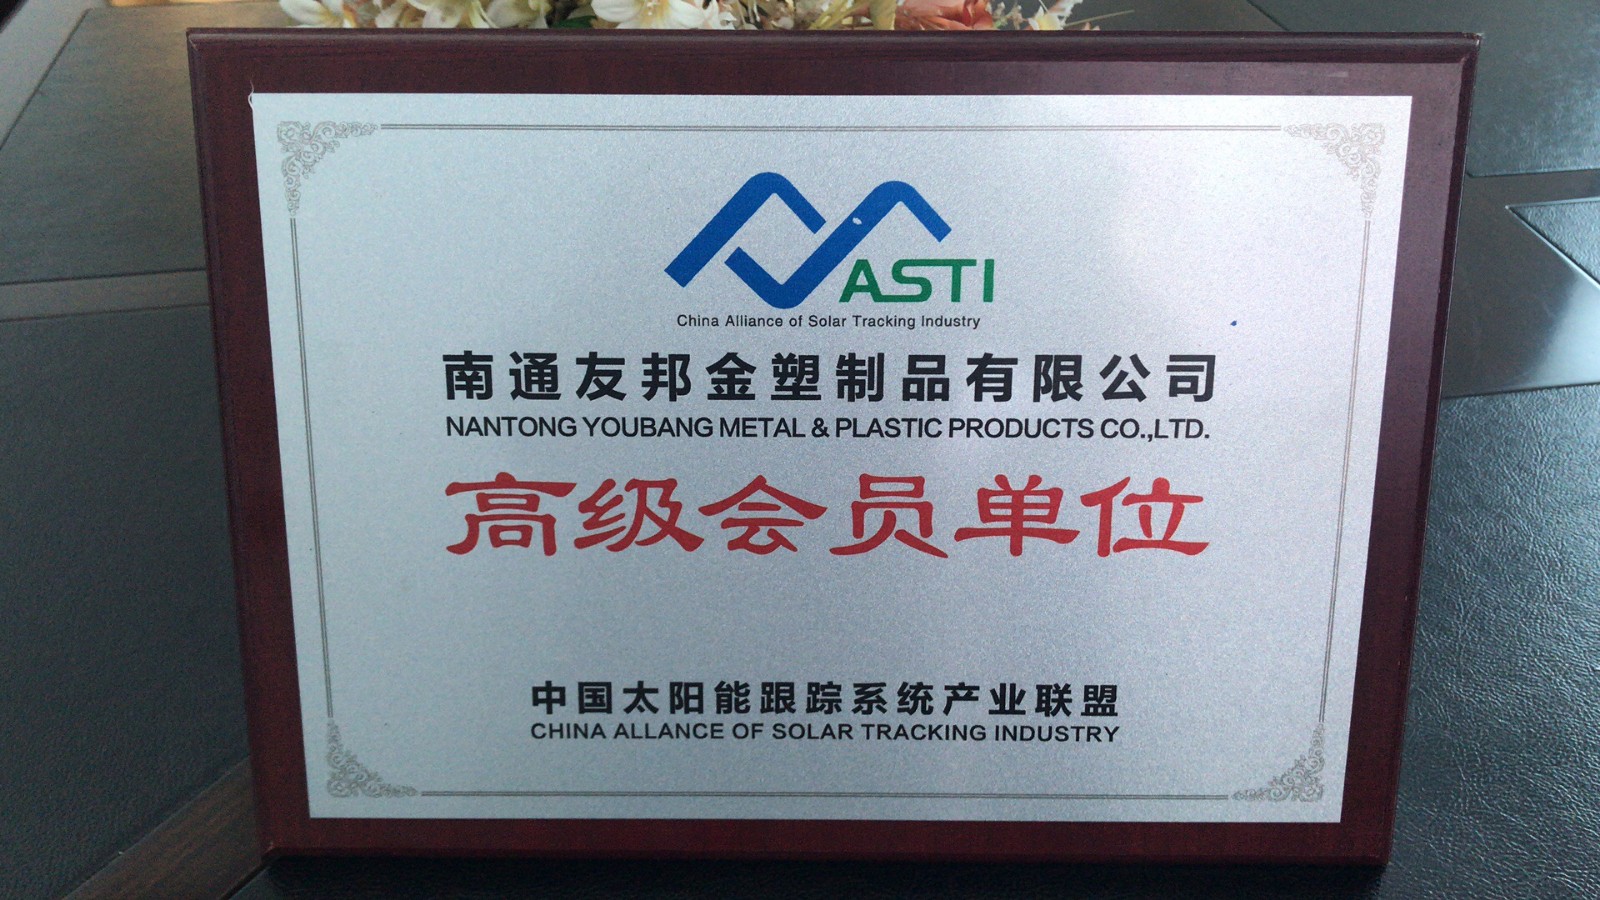 ASTI
China Alliance of Solar Tracking Industry
南通友邦金塑制品有限公司
NANTONG YOUBANG METAL & PLASTIC PRODUCTS CO.,LTD.
高级会员单位
中国太阳能跟踪系统产业联盟
CHINA ALLANCE OF SOLAR TRACKING INDUSTRY